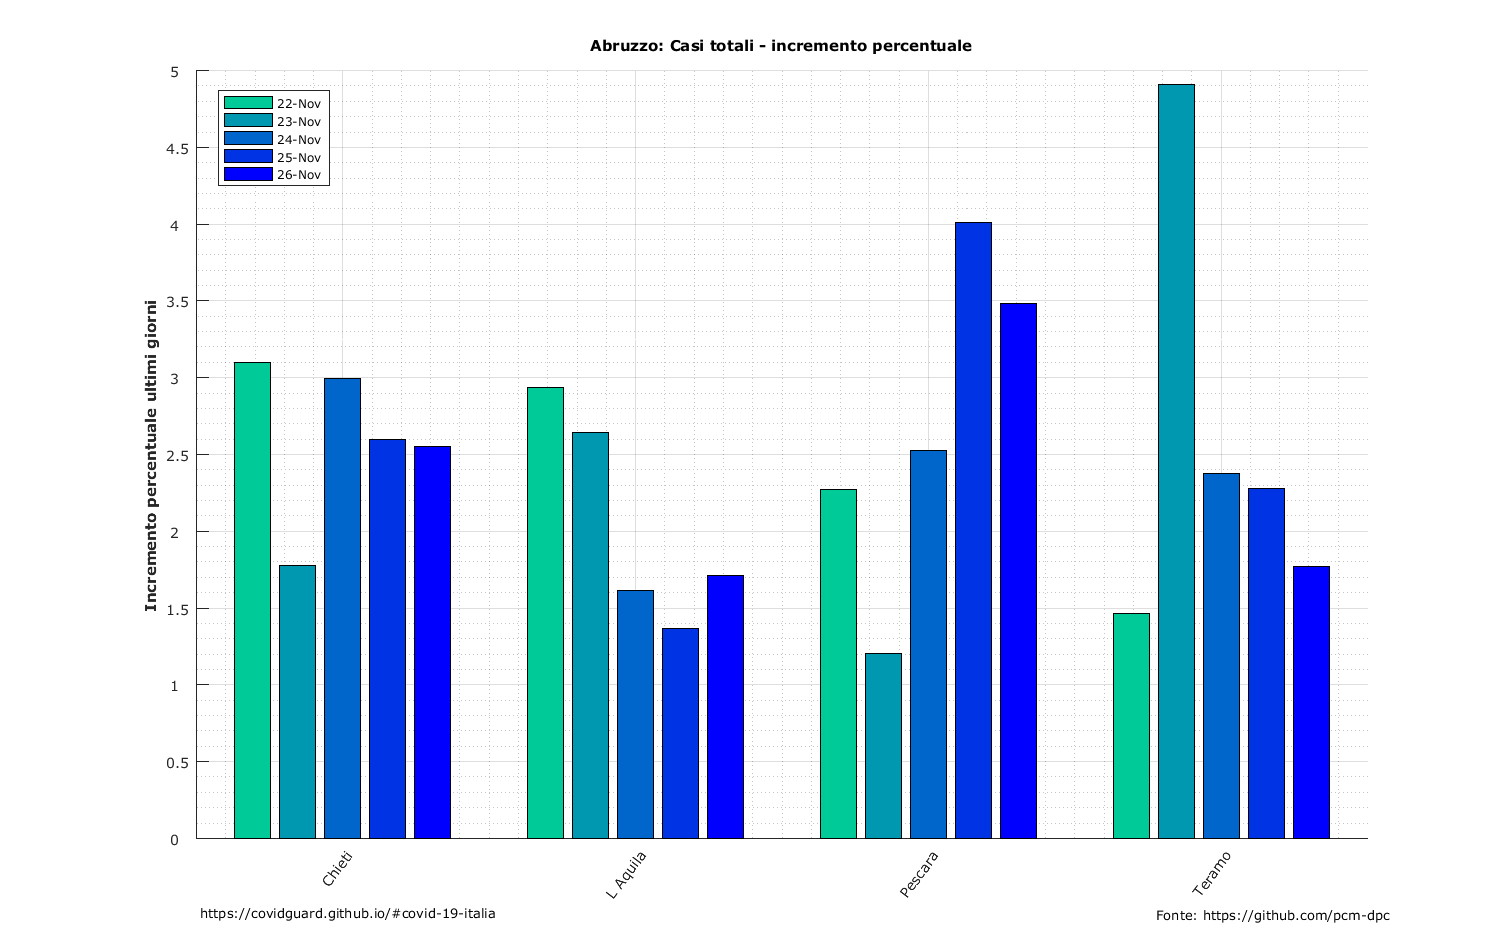 Abruzzo: Casi totali - incremento percentuale
5
4.5
4
3.5
3
2.5
2
1.5
1
0.5
0
Incremento percentuale ultimi giorni
22-Nov
23-Nov
24-Nov
25-Nov
26-Nov
Chieti
L Aquila
Pescara
Teramo
https://covidguard.github.io/#covid-19-italia
Fonte: https://github.com/pcm-dpc